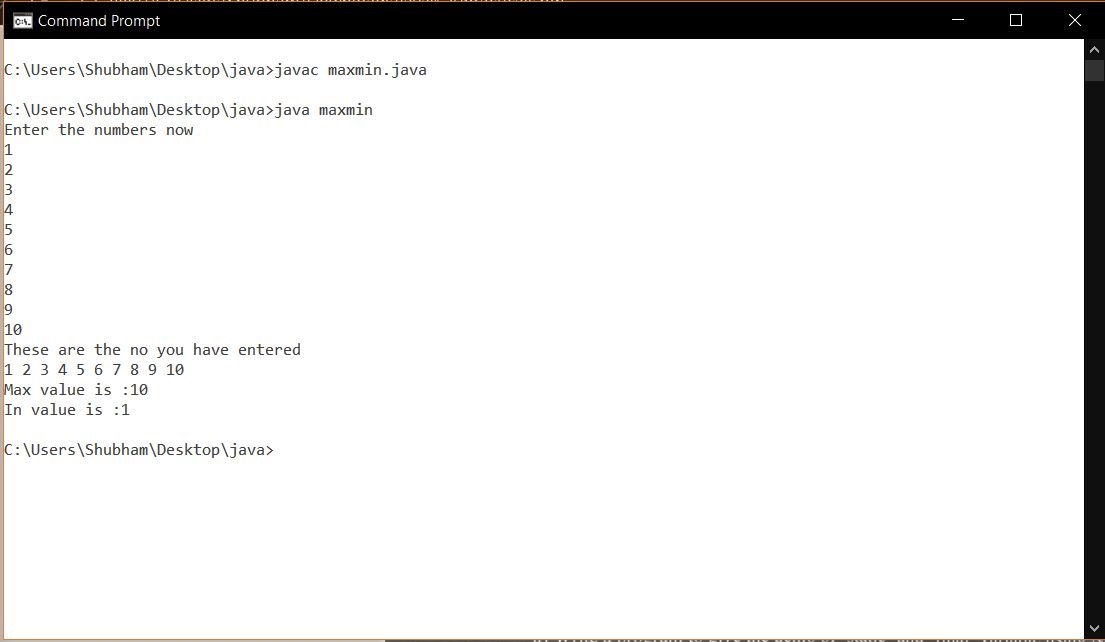 Command Prompt
C:\Users\Shubham\Desktop\java>javac maxmin.java
C:\Users\Shubham\Desktop\java>java maxmin
Enter the numbers now
1
2
3
4
5
6
7
8
9
10
These are the no you have entered
1 2 3 4 5 6 7 8 9 10
Max value is :10
In value is :1
C:\Users\Shubham\Desktop\java>